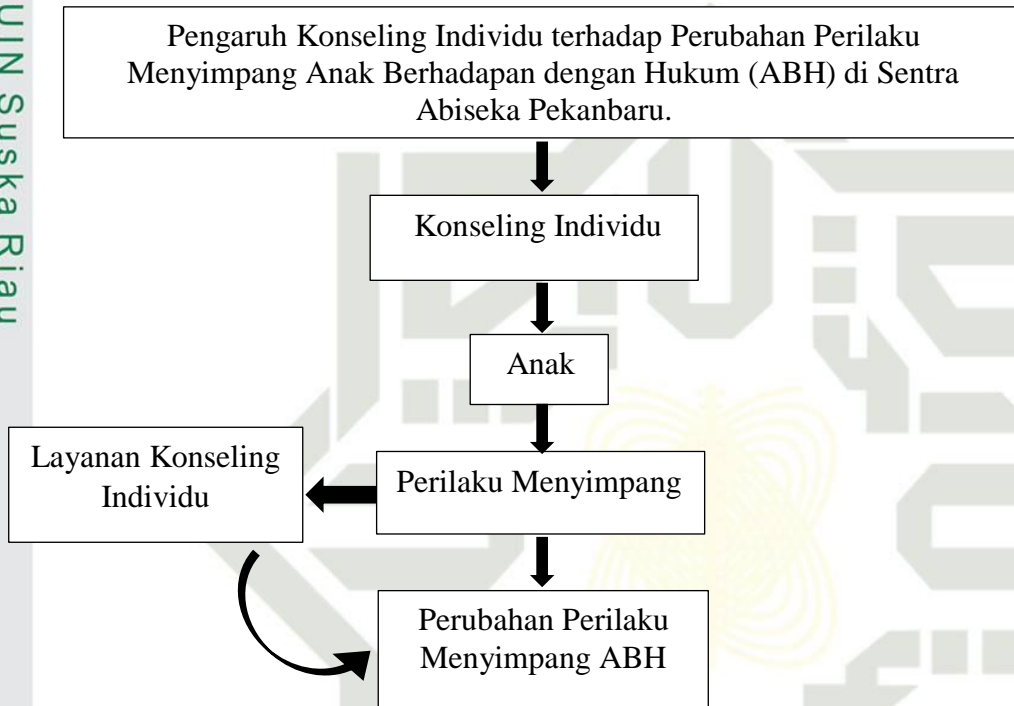 UIN Suska Riau
Pengaruh Konseling Individu terhadap Perubahan Perilaku
Menyimpang Anak Berhadapan dengan Hukum (ABH) di Sentra
Abiseka Pekanbaru.
Konseling Individu
Anak
Layanan Konseling
Individu
Perilaku Menyimpang
Perubahan Perilaku
Menyimpang ABH